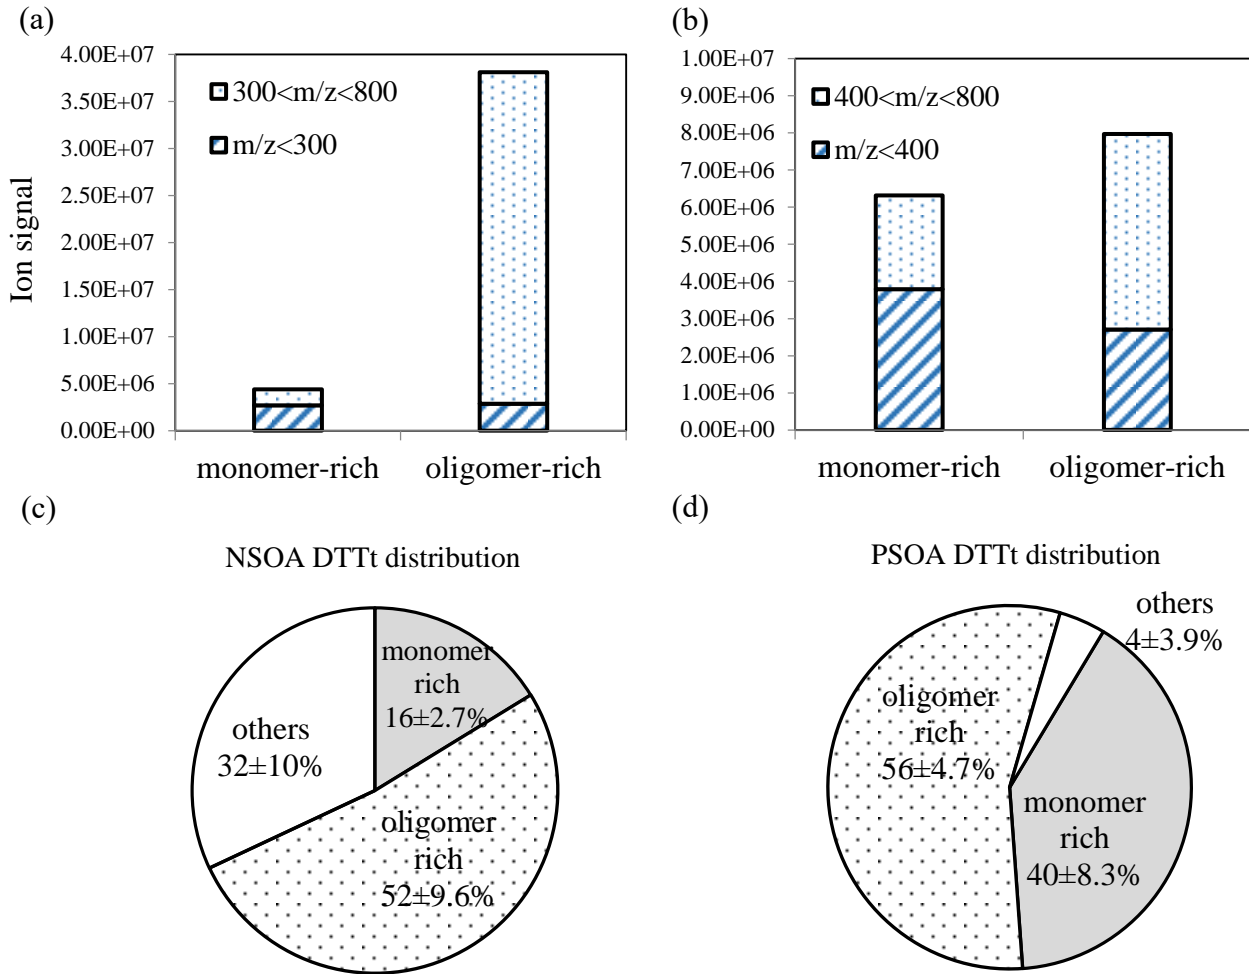 (a)
4.00E+07
3.50E+07
3.00E+07
2.50E+07
2.00E+07
1.50E+07
1.00E+07
5.00E+06
0.00E+00
Ion signal
300<m/z<800
m/z<300
monomer-rich
oligomer-rich
(b)
1.00E+07
9.00E+06
8.00E+06
7.00E+06
6.00E+06
5.00E+06
4.00E+06
3.00E+06
2.00E+06
1.00E+06
0.00E+00
400<m/z<800
m/z<400
monomer-rich
oligomer-rich
(c)
NSOA DTTt distribution
monomer
rich
16±2.7%
others
32±10%
oligomer
rich
52±9.6%
(d)
PSOA DTTt distribution
others
4±3.9%
oligomer
rich
56±4.7%
monomer
rich
40±8.3%